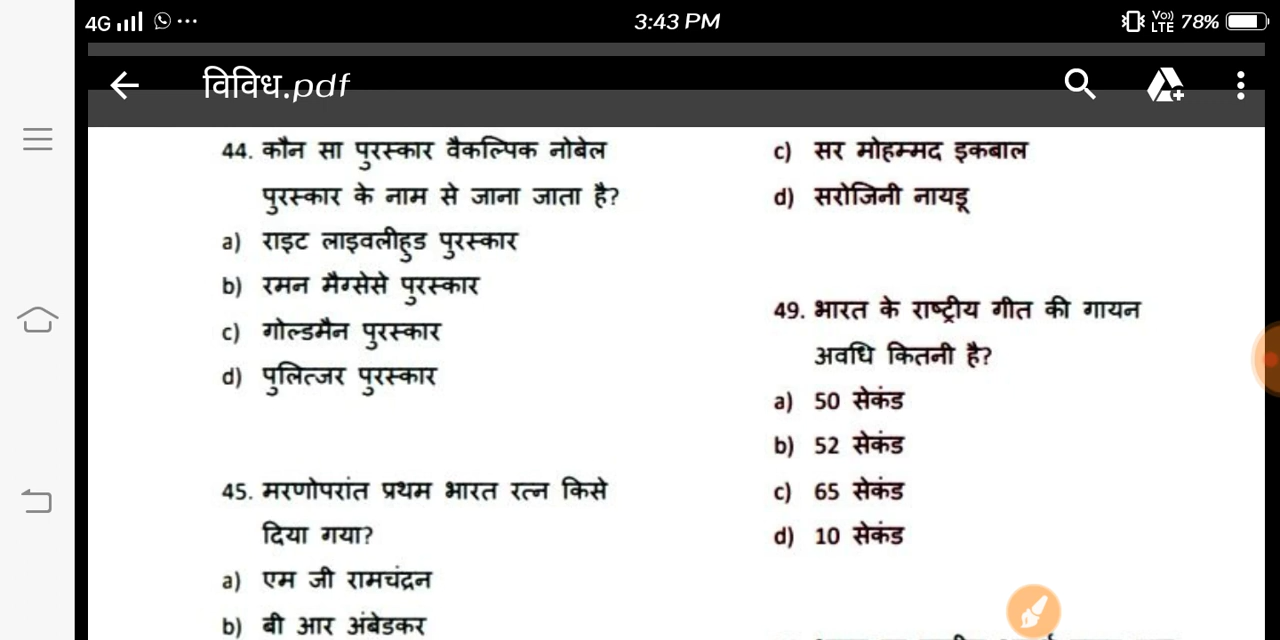 4G
3:43 PM
Vo))
LTE
78%
विविध.pdf
44. कौन सा पुरस्कार वैकल्पिक नोबेल
पुरस्कार के नाम से जाना जाता है?
a) राइट लाइवलीहुड पुरस्कार
b) रमन मैग्सेसे पुरस्कार
c) गोल्डमैन पुरस्कार
d) पुलित्जर पुरस्कार
45. मरणोपरांत प्रथम भारत रत्न किसे
दिया गया?
a) एम जी रामचंद्रन
b) बी आर अंबेडकर
c) सर मोहम्मद इकबाल
d) सरोजिनी नायडू
49. भारत के राष्ट्रीय गीत की गायन
अवधि कितनी है?
a) 50 सेकंड
b) 52 सेकंड
c) 65 सेकंड
d) 10 सेकंड